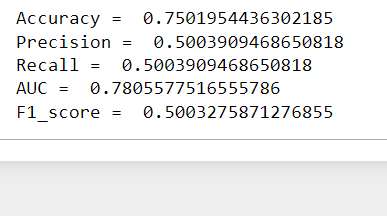 Accuracy =  0.7501954436302185
Precision =  0.5003909468650818
Recall =  0.5003909468650818
AUC =  0.7805577516555786
F1_score =  0.5003275871276855